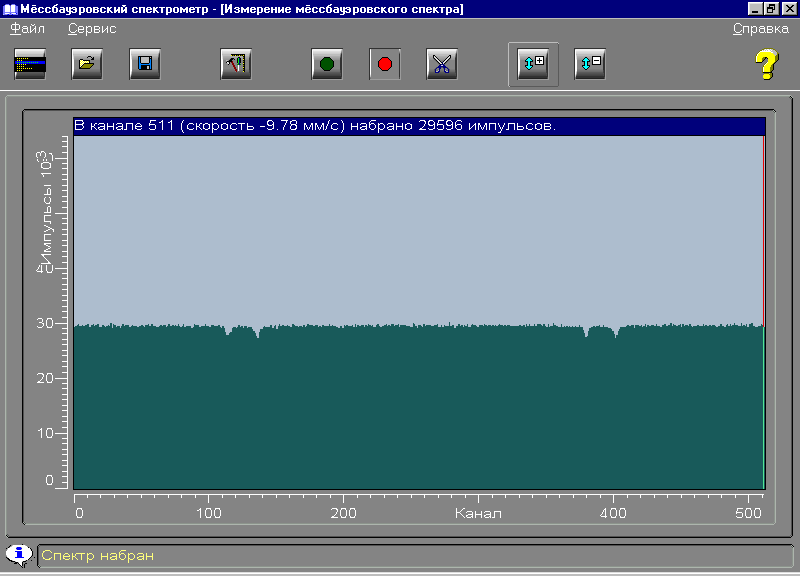 Мёссбауэровский спектрометр - [Измерение мёссбауэровского спектра]
Файл Сервис Справка
В канале 511 (скорость -9.78 мм/с) набрано 29596 импульсов.
Импульсы 10^3
40
30
20
10
0
0 100 200 Канал 400 500
Спектр набран